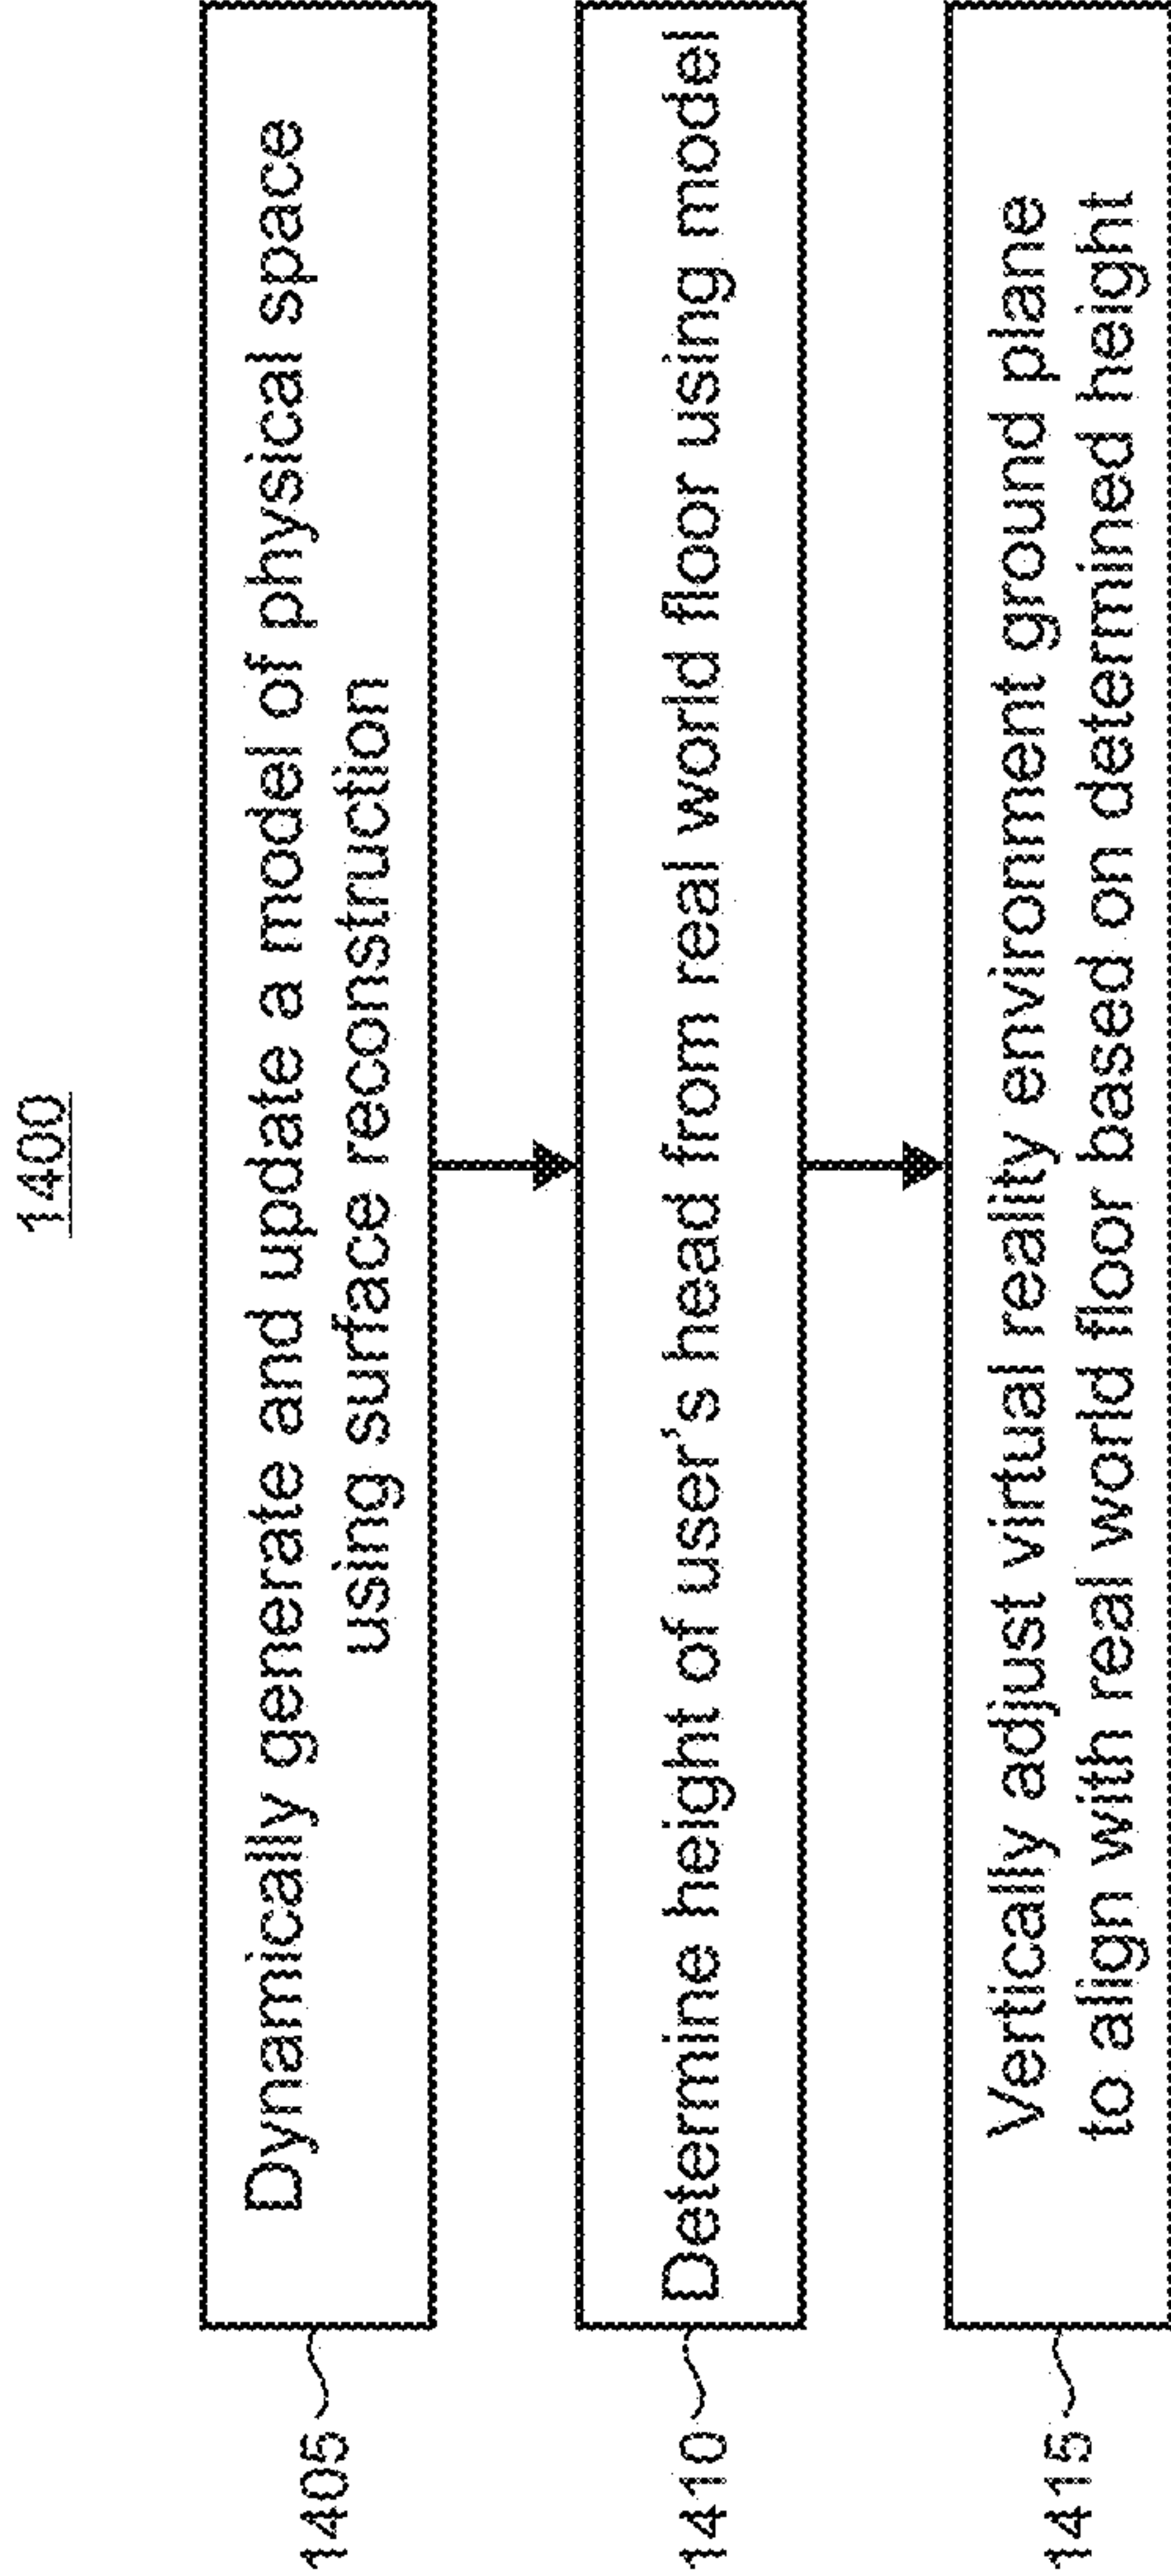 1400
1405
Dynamically generate and update a model of physical space
using surface reconstruction
1410
Determine height of user's head from real world floor using model
1415
Vertically adjust virtual reality environment ground plane
to align with real world floor based on determined height